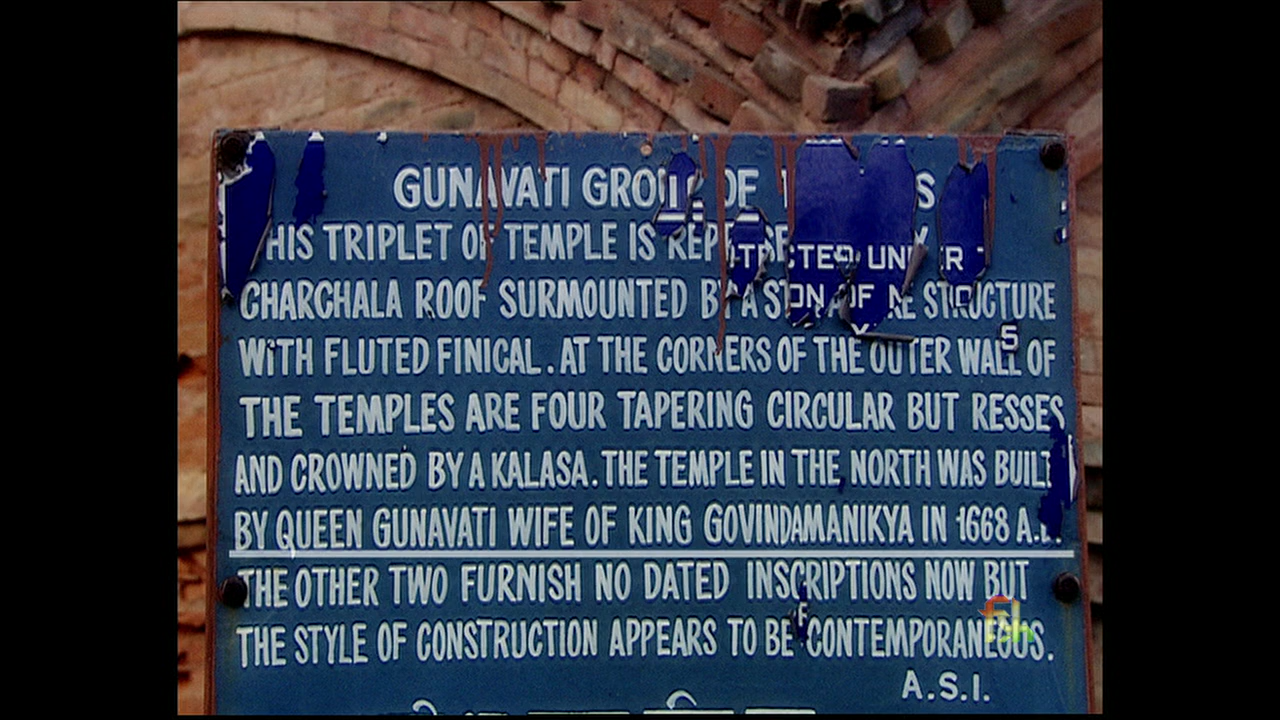 GUNAVATI GROUP OF
THIS TRIPLET OF TEMPLE IS
CHARCHALA ROOF SURMOUNTED BY A STRUCTURE
WITH FLUTED FINICAL. AT THE CORNERS OF THE OUTER WALL OF
THE TEMPLES ARE FOUR TAPERING CIRCULAR BUT RESSES
AND CROWNED BY A KALASA. THE TEMPLE IN THE NORTH WAS BUILT
BY QUEEN GUNAVATI WIFE OF KING GOVINDAMANIKYA IN 1668 A.D.
THE OTHER TWO FURNISH NO DATED INSCRIPTIONS NOW BUT
THE STYLE OF CONSTRUCTION APPEARS TO BE CONTEMPORANEOUS.
A.S.I.